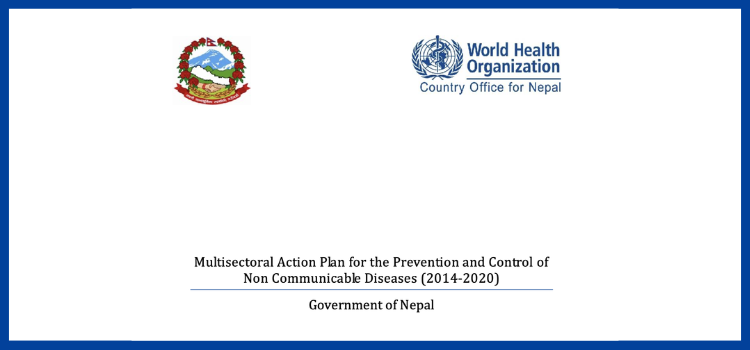 World Health
Organization
Country Office for Nepal
Multisectoral Action Plan for the Prevention and Control of
Non Communicable Diseases (2014-2020)
Government of Nepal